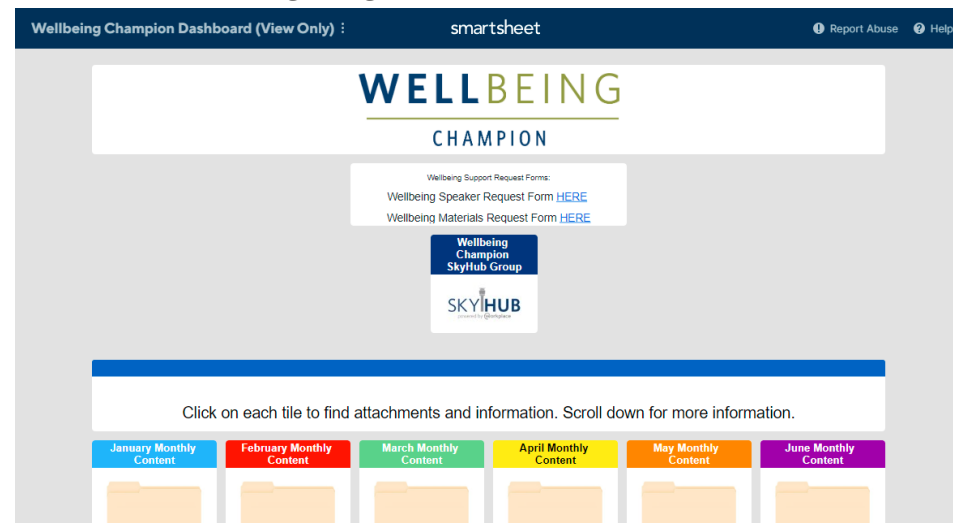 Wellbeing Champion Dashboard (View Only)
smartsheet
Report Abuse
Help
WELLBEING
CHAMPION
Wellbeing Support Request Forms:
Wellbeing Speaker Request Form HERE
Wellbeing Materials Request Form HERE
Wellbeing
Champion
SkyHub Group
SKYHUB
powered by Workplace
Click on each tile to find attachments and information. Scroll down for more information.
January Monthly
Content
February Monthly
Content
March Monthly
Content
April Monthly
Content
May Monthly
Content
June Monthly
Content